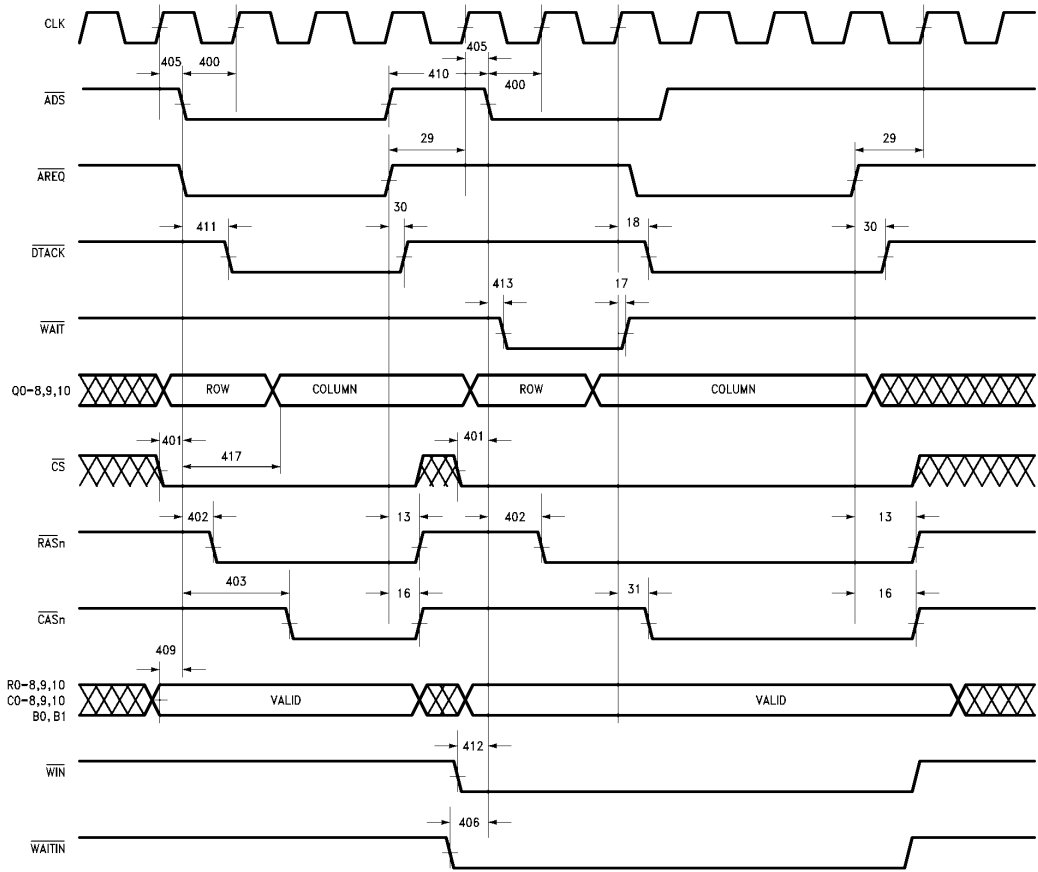 CLK
405
405 400 410 400
ADS
29 29
AREQ
30
411 18 30
DTACK
413 17
WAIT
Q0-8,9,10 ROW COLUMN ROW COLUMN
401 401
417
CS
402 13 402 13
RASn
403 16 31 16
CASn
409
R0-8,9,10
C0-8,9,10 VALID VALID
B0, B1
412
WIN
406
WAITIN